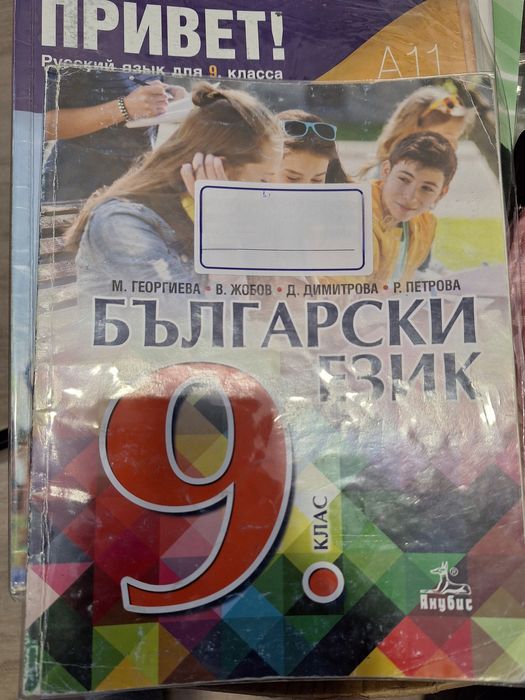 ПРИВЕТ!
Русский язык для 9. класса
А11
М. ГЕОРГИЕВА • В. ЖОБОВ • Д. ДИМИТРОВА • Р. ПЕТРОВА
БЪЛГАРСКИ
ЕЗИК
9.
КЛАС
Анубис